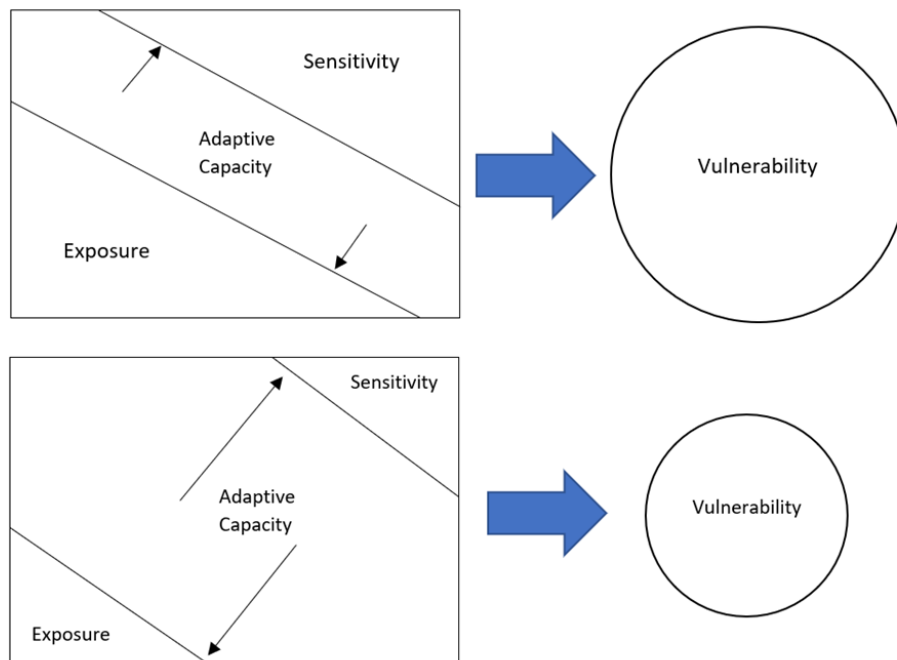 Sensitivity
Adaptive
Capacity
Exposure
Vulnerability
Sensitivity
Adaptive
Capacity
Exposure
Vulnerability